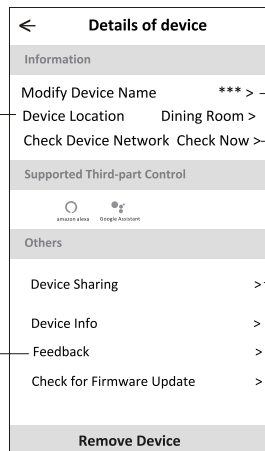 ← Details of device
Information
Modify Device Name *** >
Device Location Dining Room >
Check Device Network Check Now >
Supported Third-part Control
amazon alexa Google Assistant
Others
Device Sharing >
Device Info >
Feedback >
Check for Firmware Update >
Remove Device